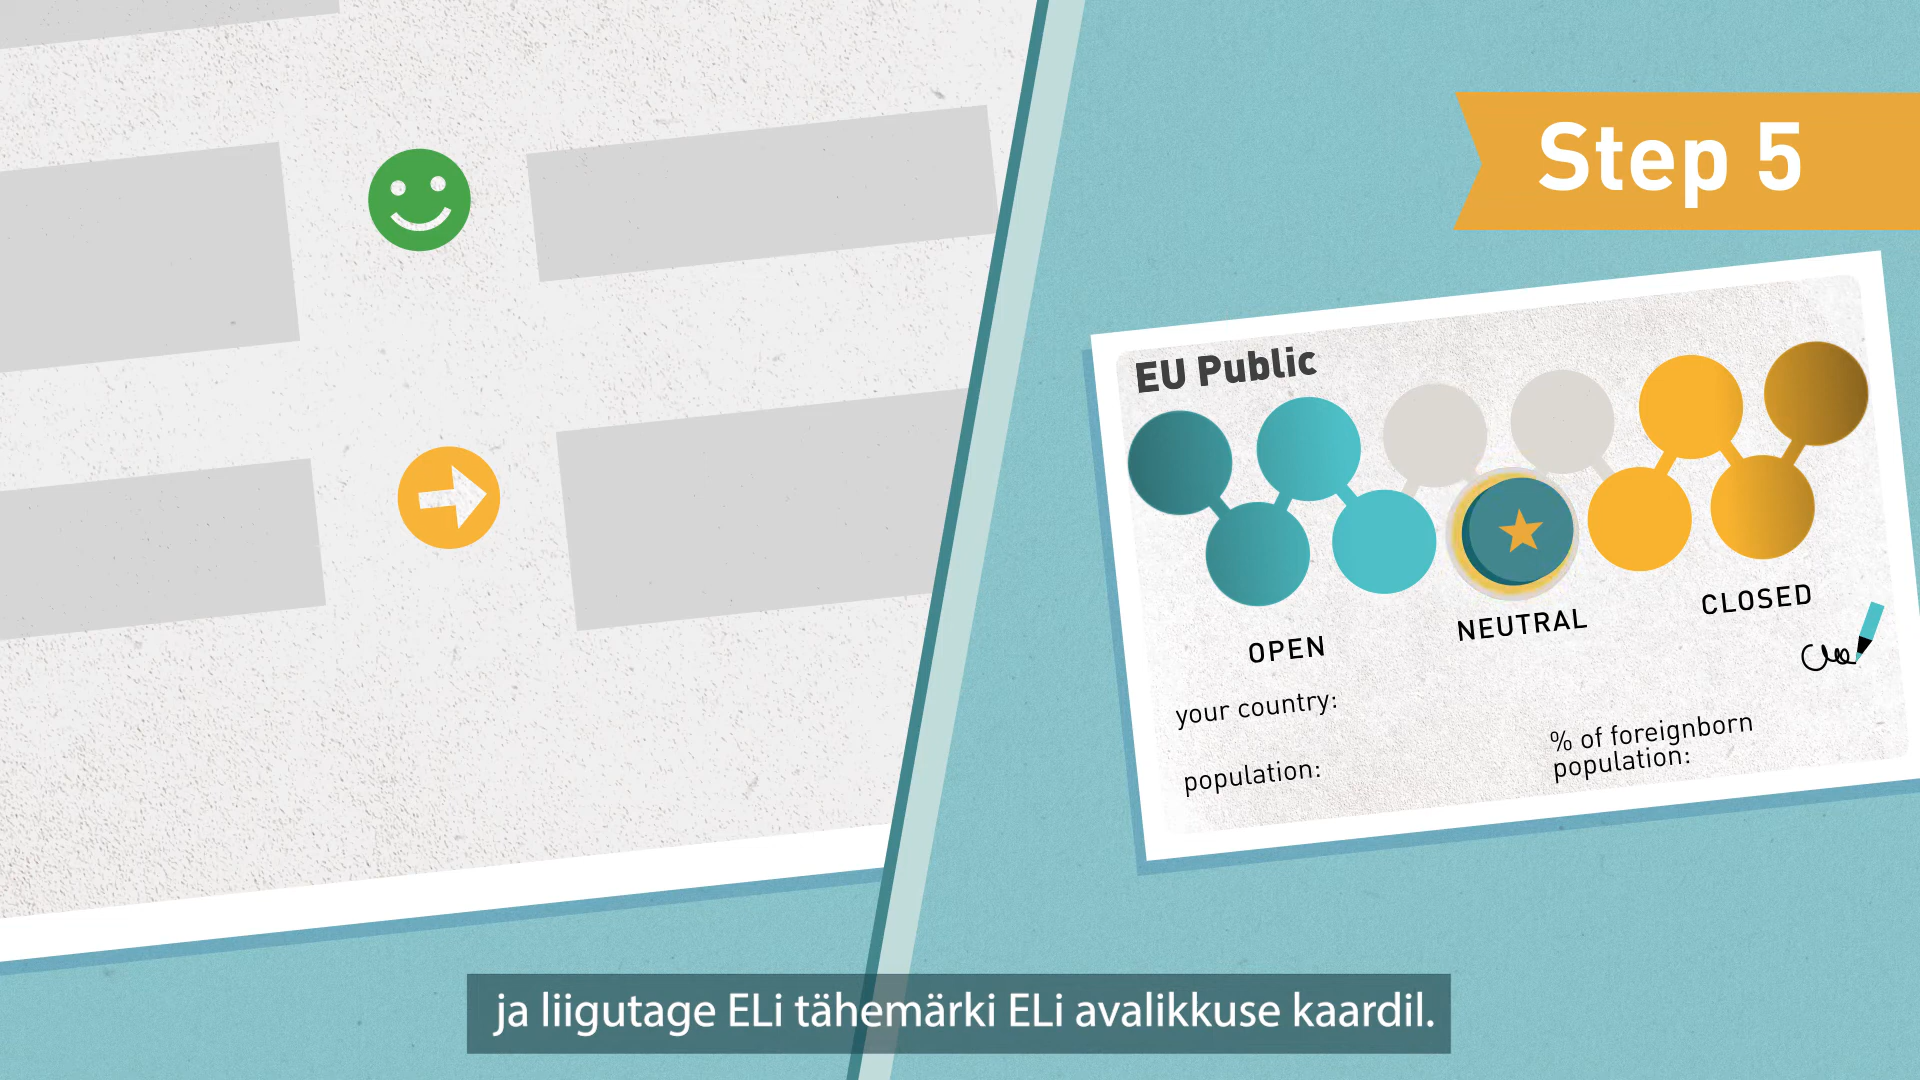 Step 5
EU Public
OPEN
NEUTRAL
CLOSED
your country:
population:
% of foreignborn
population:
ja liigutage ELi tähemärki ELi avalikkuse kaardil.